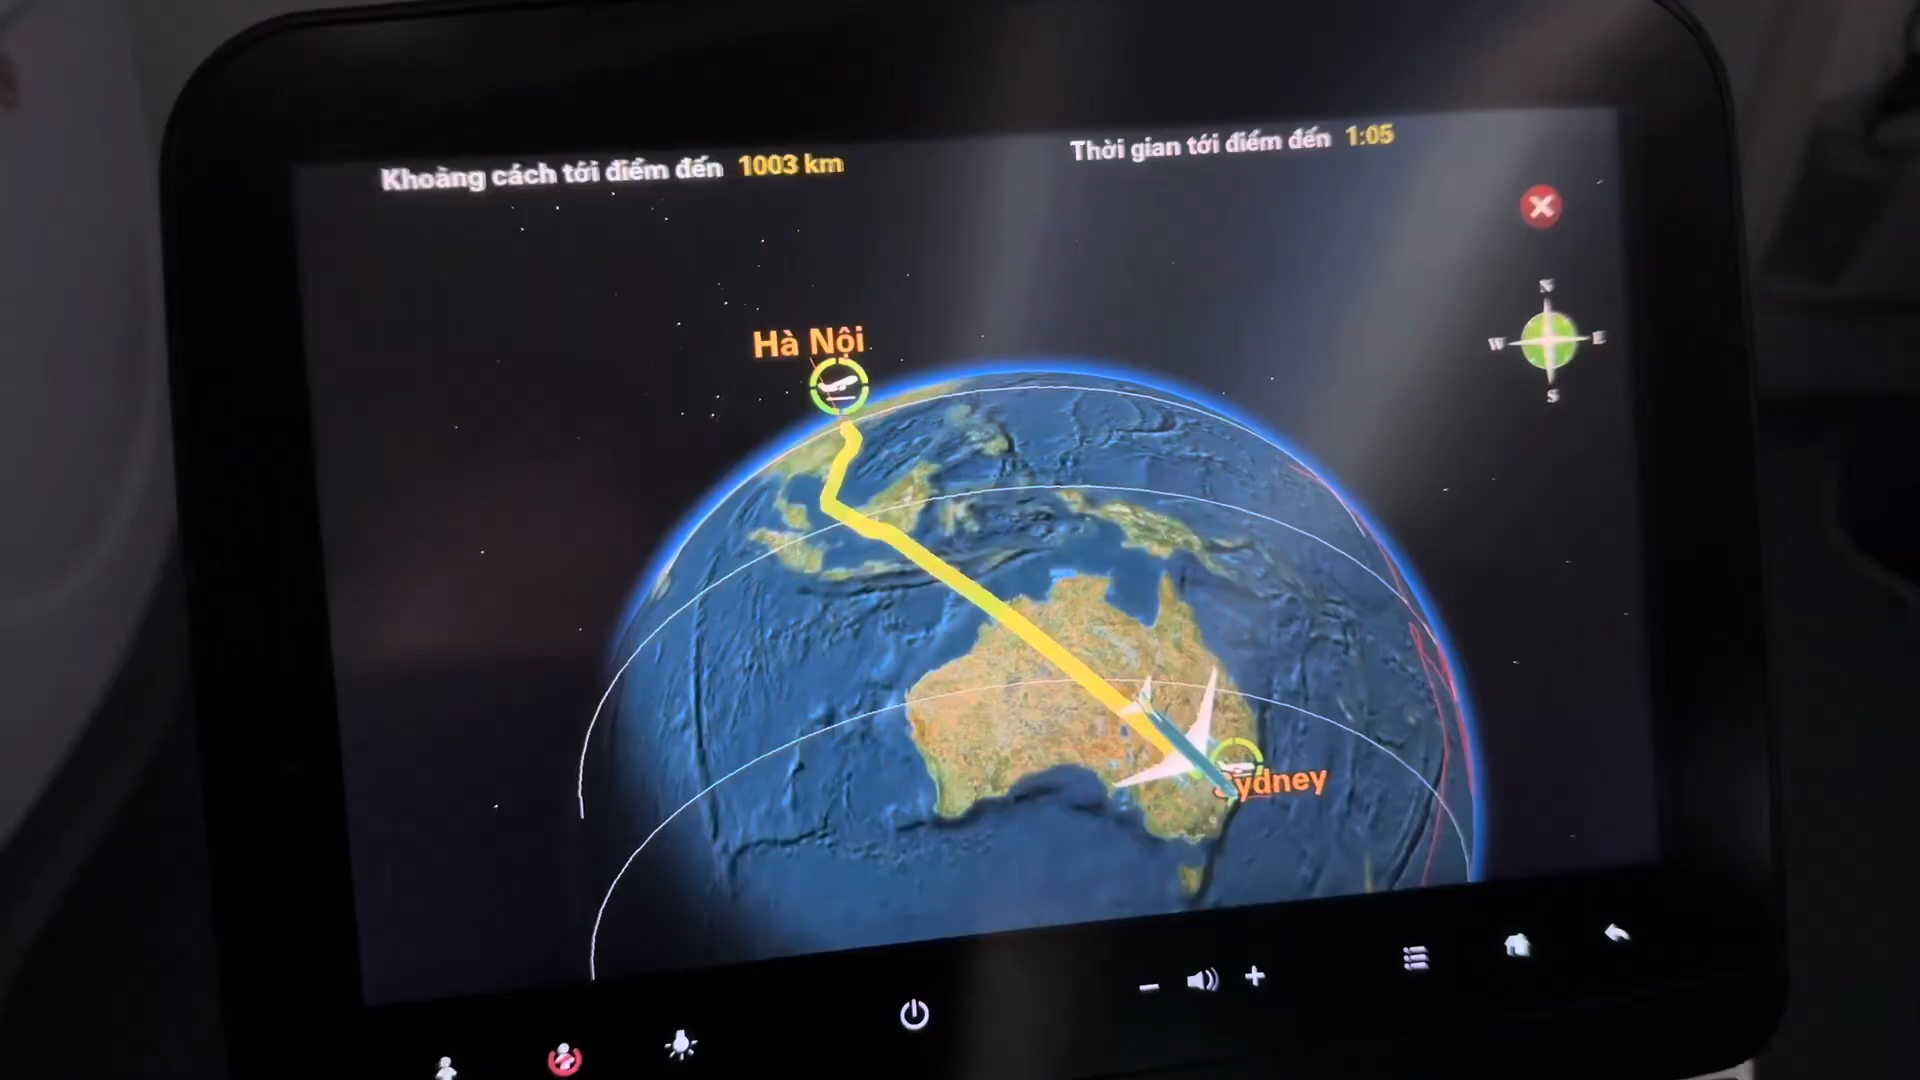 Khoảng cách tới điểm đến 1003 km
Thời gian tới điểm đến 1:05
N
W E
S
Hà Nội
Sydney